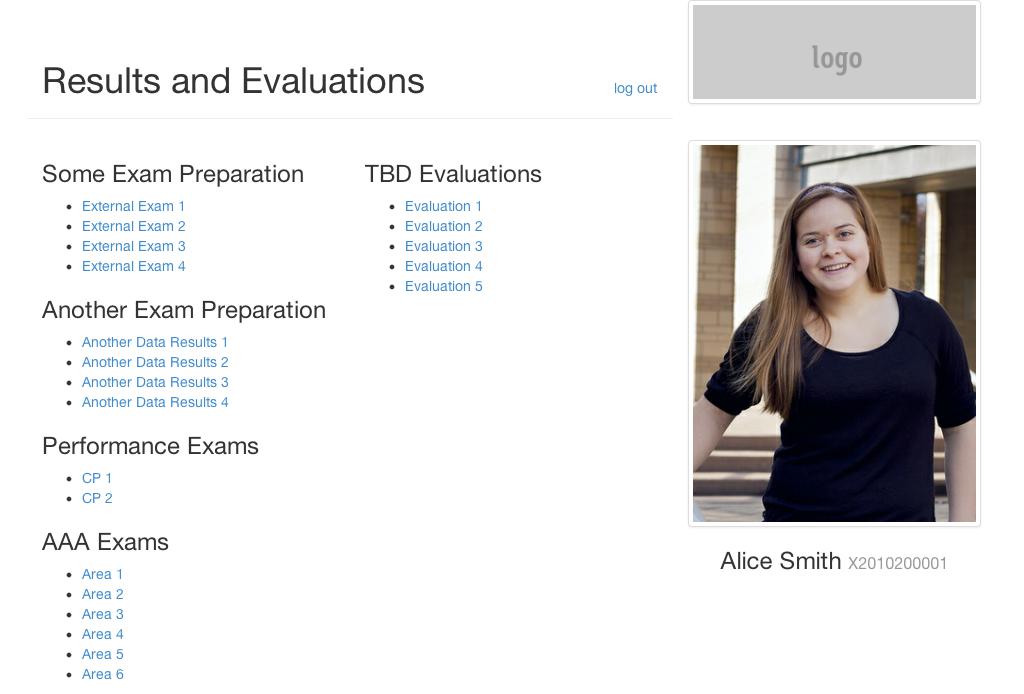 logo
Results and Evaluations
log out
Some Exam Preparation
External Exam 1
External Exam 2
External Exam 3
External Exam 4
Another Exam Preparation
Another Data Results 1
Another Data Results 2
Another Data Results 3
Another Data Results 4
Performance Exams
CP 1
CP 2
AAA Exams
Area 1
Area 2
Area 3
Area 4
Area 5
Area 6
TBD Evaluations
Evaluation 1
Evaluation 2
Evaluation 3
Evaluation 4
Evaluation 5
Alice Smith X2010200001